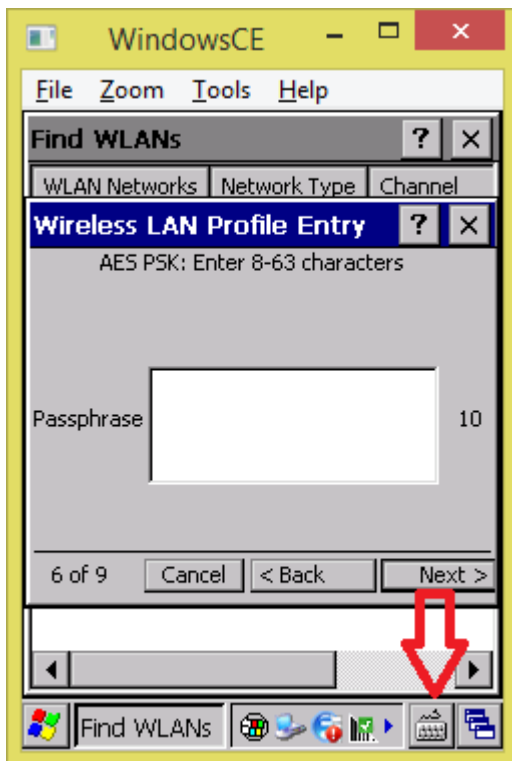 WindowsCE
File Zoom Tools Help
Find WLANs ?
WLAN Networks Network Type Channel
Wireless LAN Profile Entry ?
AES PSK: Enter 8-63 characters
Passphrase 10
6 of 9 Cancel < Back Next >
Find WLANs